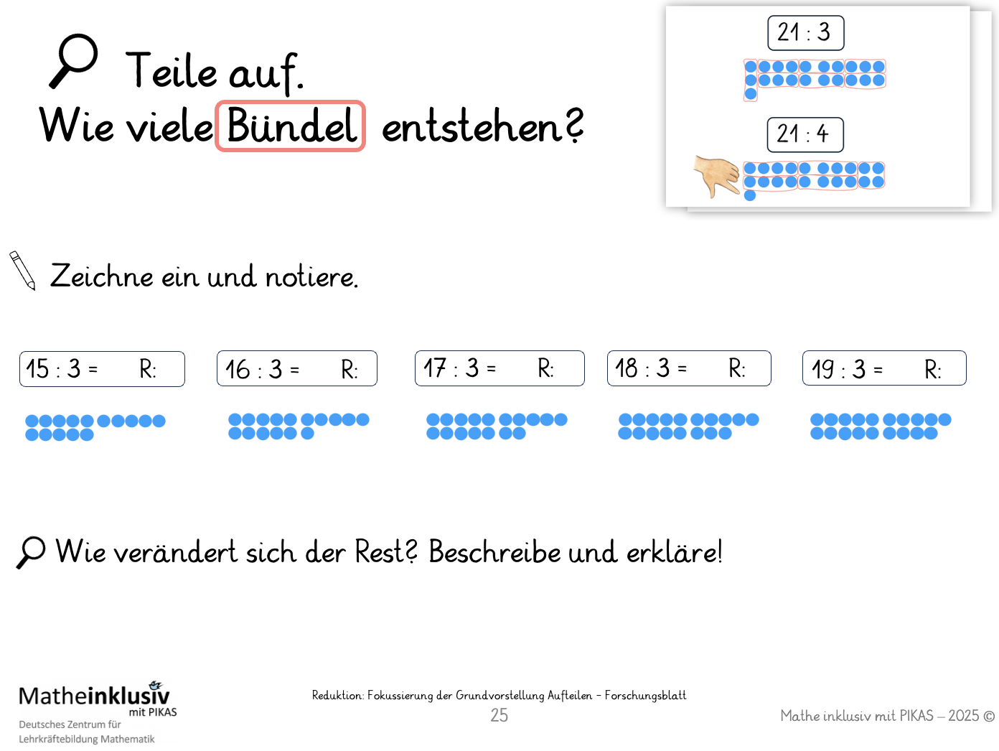 Teile auf.
Wie viele Bündel entstehen?
21 : 3
21 : 4
Zeichne ein und notiere.
15 : 3 = R:
16 : 3 = R:
17 : 3 = R:
18 : 3 = R:
19 : 3 = R:
Wie verändert sich der Rest? Beschreibe und erkläre!
Matheinklusiv
mit PIKAS
Deutsches Zentrum für
Lehrkräftebildung Mathematik
Reduktion: Fokussierung der Grundvorstellung Aufteilen – Forschungsblatt
25
Mathe inklusiv mit PIKAS – 2025 ©